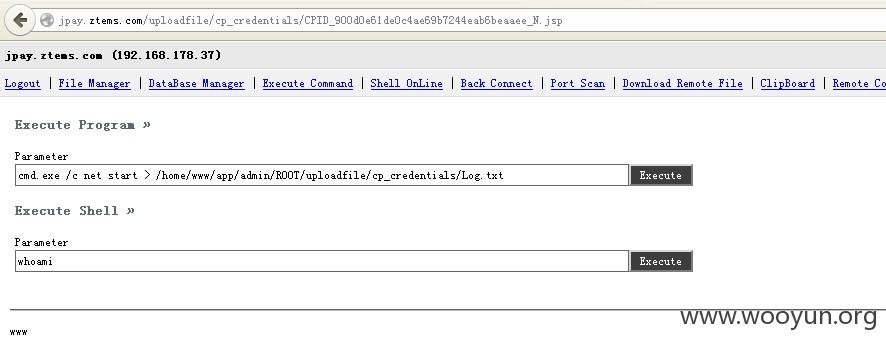 jpay.ztems.com/uploadfile/cp_credentials/CPID_900d0e61de0c4ae69b7244eab6beaaee_N.jsp
jpay.ztems.com (192.168.178.37)
Logout | File Manager | DataBase Manager | Execute Command | Shell OnLine | Back Connect | Port Scan | Download Remote File | ClipBoard | Remote Co
Execute Program »
Parameter
cmd.exe /c net start > /home/www/app/admin/ROOT/uploadfile/cp_credentials/Log.txt Execute
Execute Shell »
Parameter
whoami Execute
www.wooyun.org
www